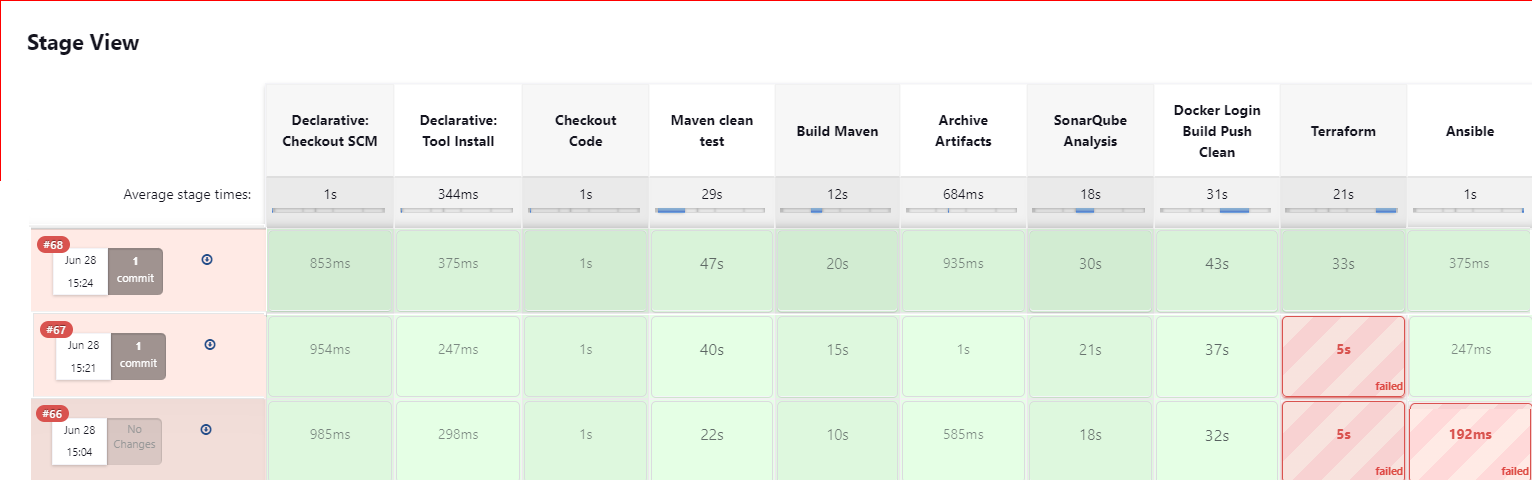 Stage View
Declarative: Checkout SCM
Declarative: Tool Install
Checkout Code
Maven clean test
Build Maven
Archive Artifacts
SonarQube Analysis
Docker Login Build Push Clean
Terraform
Ansible
Average stage times:
1s
344ms
1s
29s
12s
684ms
18s
31s
21s
1s
#68
Jun 28
15:24
1
commit
853ms
375ms
1s
47s
20s
935ms
30s
43s
33s
375ms
#67
Jun 28
15:21
1
commit
954ms
247ms
1s
40s
15s
1s
21s
37s
5s
failed
247ms
#66
Jun 28
15:04
No
Changes
985ms
298ms
1s
22s
10s
585ms
18s
32s
5s
failed
192ms
failed